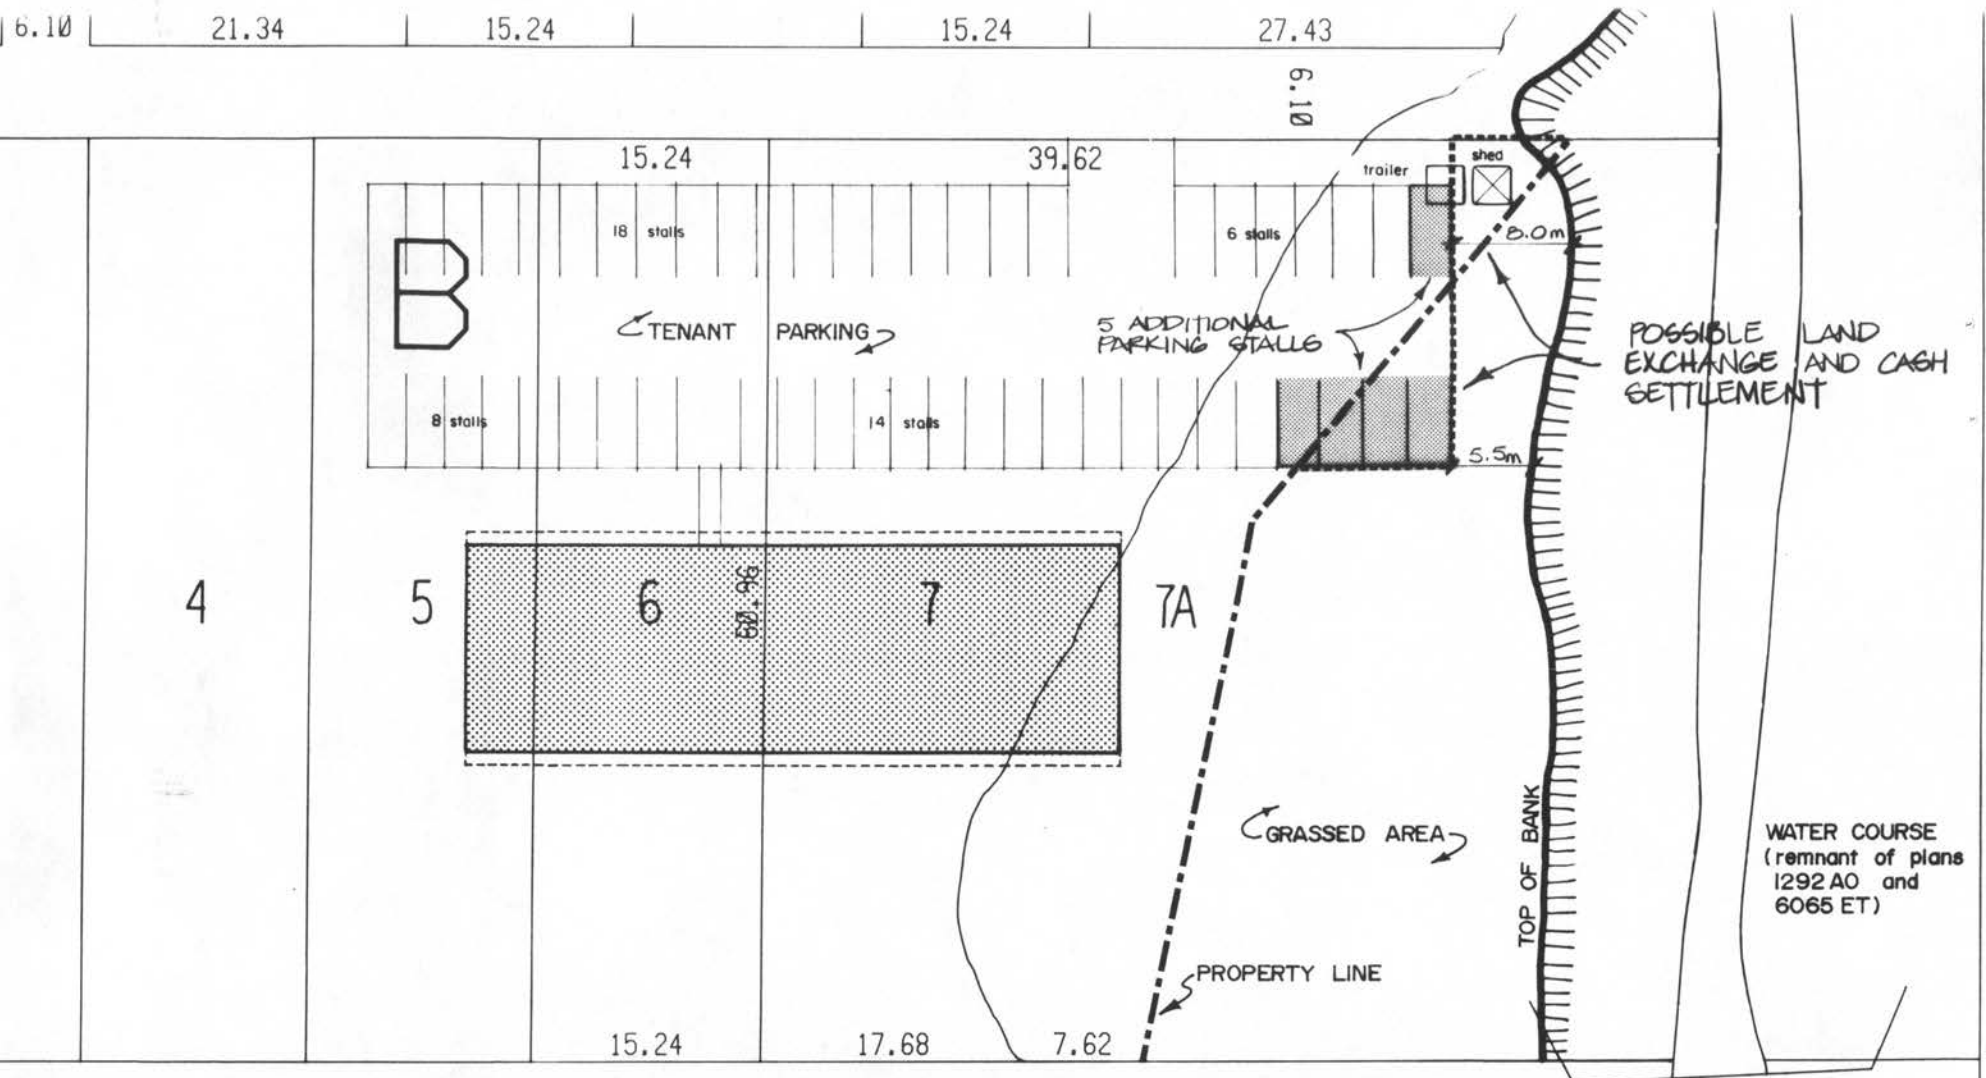 6.10
21.34
15.24
15.24
27.43
6.10
15.24
39.62
shed
trailer
18 stalls
6 stalls
8.0m
B
TENANT PARKING
5 ADDITIONAL
PARKING STALLS
POSSIBLE LAND
EXCHANGE AND CASH
SETTLEMENT
8 stalls
14 stalls
5.5m
4
5
6
60.96
7
7A
GRASSED AREA
TOP OF BANK
WATER COURSE
(remnant of plans
1292 AO and
6065 ET)
PROPERTY LINE
15.24
17.68
7.62